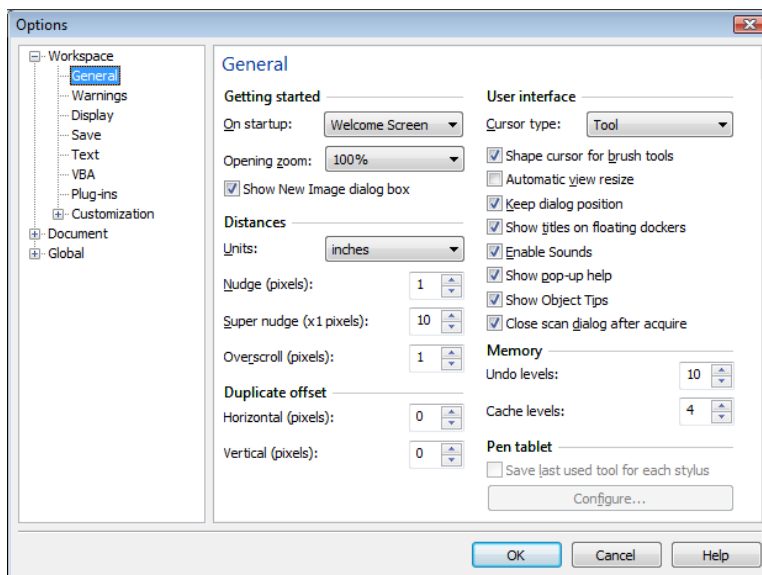 Options
Workspace
General
Warnings
Display
Save
Text
VBA
Plug-ins
Customization
Document
Global
General
Getting started
On startup: Welcome Screen
Opening zoom: 100%
Show New Image dialog box
Distances
Units: inches
Nudge (pixels): 1
Super nudge (x1 pixels): 10
Overscroll (pixels): 1
Duplicate offset
Horizontal (pixels): 0
Vertical (pixels): 0
User interface
Cursor type: Tool
Shape cursor for brush tools
Automatic view resize
Keep dialog position
Show titles on floating dockers
Enable Sounds
Show pop-up help
Show Object Tips
Close scan dialog after acquire
Memory
Undo levels: 10
Cache levels: 4
Pen tablet
Save last used tool for each stylus
Configure...
OK Cancel Help